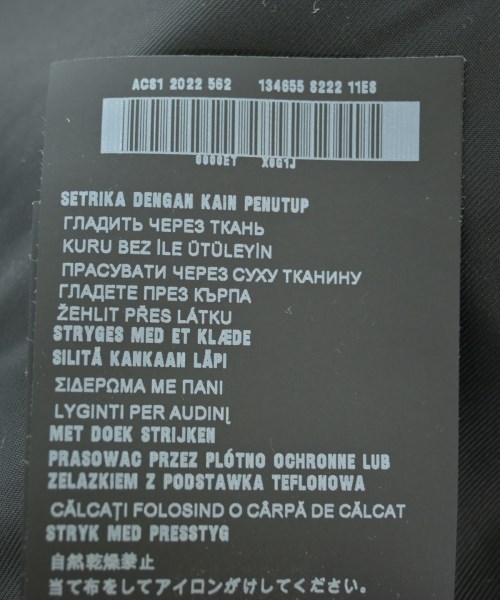 ACS1 2022 562 134655 S222 11ES
SETRIKA DENGAN KAIN PENUTUP
ГЛАДИТЬ ЧЕРЕЗ ТКАНЬ
KURU BEZ İLE ÜTÜLEYİN
ПРАСУВАТИ ЧЕРЕЗ СУХУ ТКАНИНУ
ГЛАДЕТЕ ПРЕЗ КЪРПА
ŽEHLIT PŘES LÁTKU
STRYGES MED ET KLÆDE
SILITÄ KANKAAN LÄPI
ΣΙΔΕΡΩΜΑ ΜΕ ΠΑΝΙ
LYGINTI PER AUDINĮ
MET DOEK STRIJKEN
PRASOWAC PRZEZ PLÓTNO OCHRONNE LUB
ZELAZKIEM Z PODSTAWKA TEFLONOWA
CĂLCAȚI FOLOSIND O CÂRPĂ DE CĂLCAT
STRYK MED PRESSTYG
自然乾燥禁止
当て布をしてアイロンがけしてください。